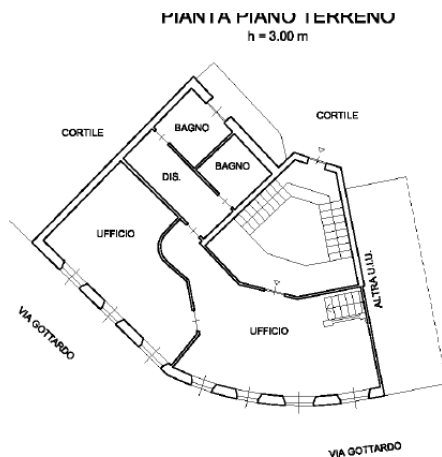 PIANTA PIANO TERRENO
h = 3.00 m
CORTILE
CORTILE
BAGNO
BAGNO
DIS.
UFFICIO
ALTRA U.I.U.
UFFICIO
VIA GOTTARDO
VIA GOTTARDO